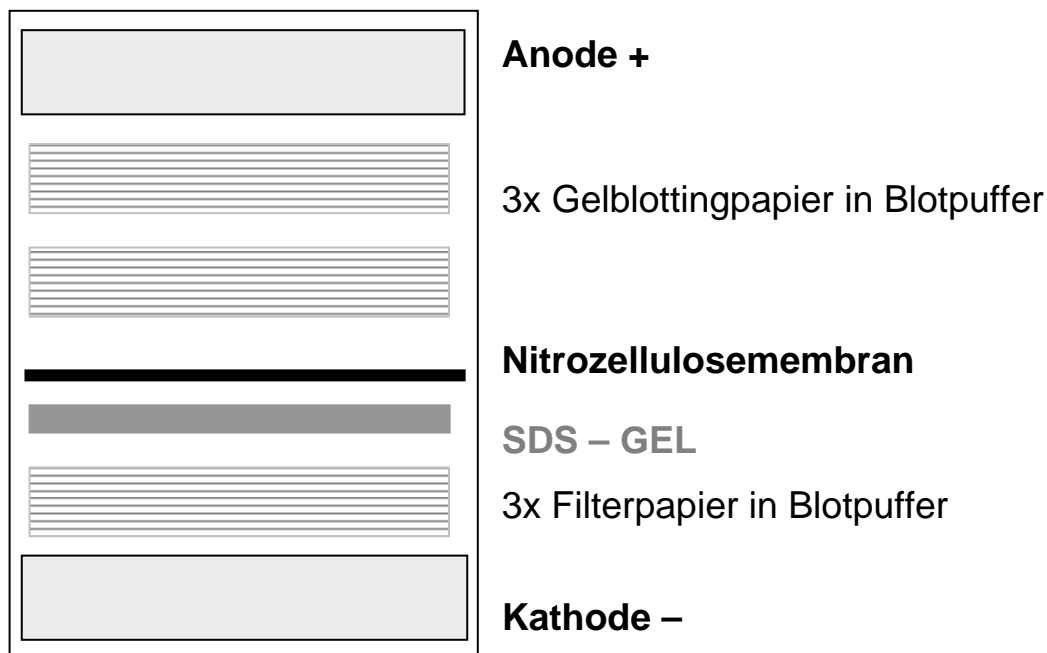 Anode +
3x Gelblottingpapier in Blotpuffer
Nitrozellulosemembran
SDS – GEL
3x Filterpapier in Blotpuffer
Kathode –